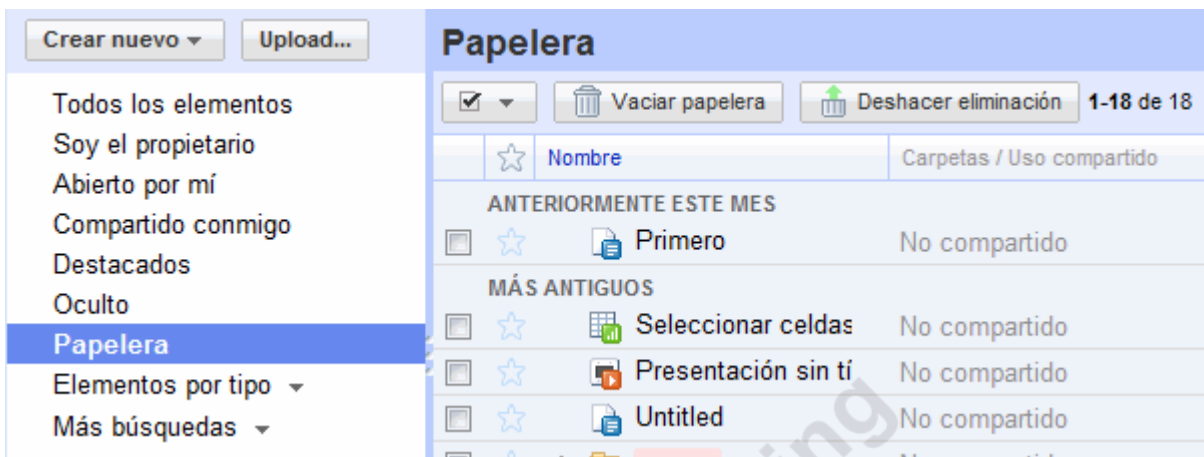 Crear nuevo Upload...
Todos los elementos
Soy el propietario
Abierto por mí
Compartido conmigo
Destacados
Oculto
Papelera
Elementos por tipo
Más búsquedas
Papelera
Vaciar papelera Deshacer eliminación 1-18 de 18
Nombre Carpetas / Uso compartido
ANTERIORMENTE ESTE MES
Primero No compartido
MÁS ANTIGUOS
Seleccionar celdas No compartido
Presentación sin tí No compartido
Untitled No compartido